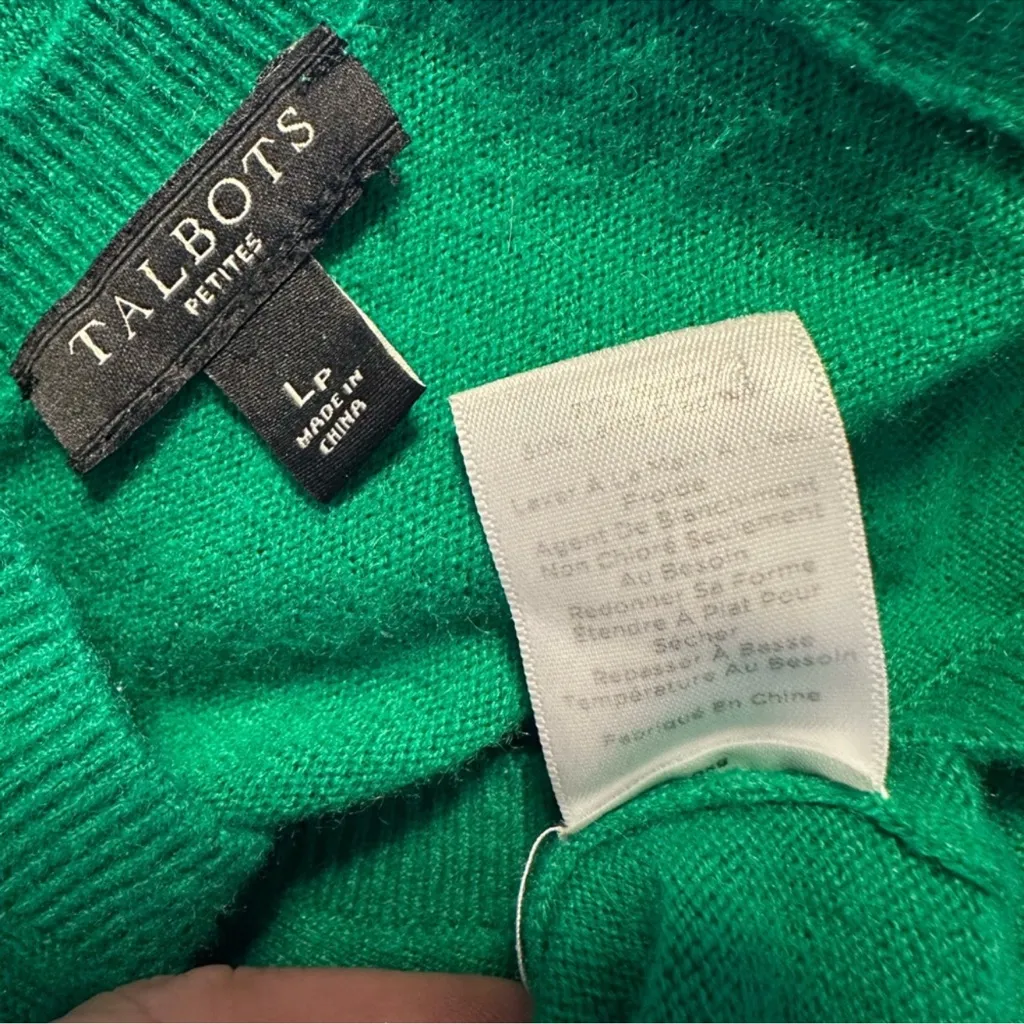 TALBOTS
PETITES
LP
MADE IN
CHINA
Laver À La Main À
Froide
Agent De Blanchiment
Non Chloré Seulement
Au Besoin
Redonner Sa Forme
Étendre À Plat Pour
Sécher
Repasser À Basse
Température Au Besoin
Fabriqué En Chine